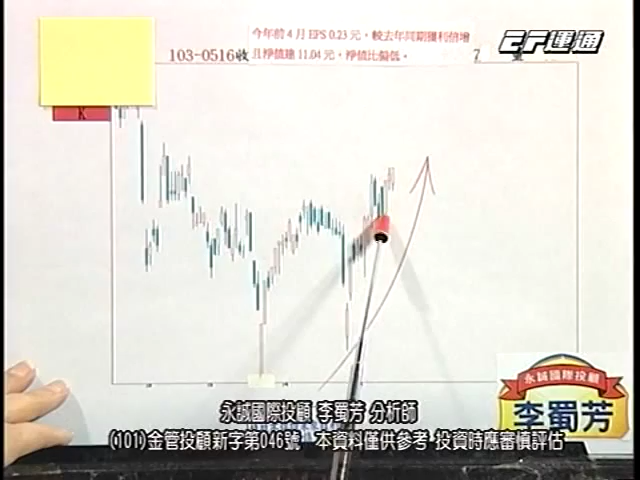 今年前4月EPS 0.23元，較去年同期獲利倍增
且淨值達11.04元，淨值比偏低。
103-0516收
7
EF運通
K
永誠國際投顧
李蜀芳
永誠國際投顧 李蜀芳 分析師
(101)金管投顧新字第046號 本資料僅供參考 投資時應審慎評估